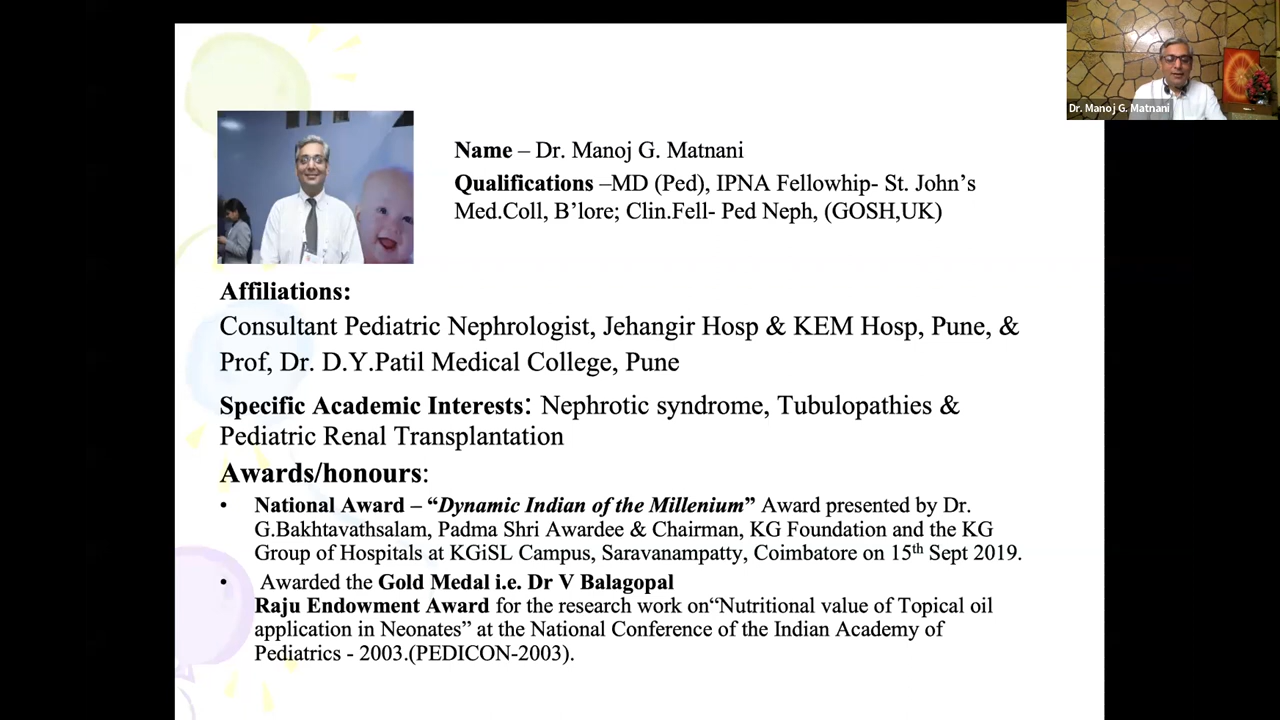 Dr. Manoj G. Matnani
Name – Dr. Manoj G. Matnani
Qualifications –MD (Ped), IPNA Fellowhip- St. John’s
Med.Coll, B’lore; Clin.Fell- Ped Neph, (GOSH,UK)
Affiliations:
Consultant Pediatric Nephrologist, Jehangir Hosp & KEM Hosp, Pune, &
Prof, Dr. D.Y.Patil Medical College, Pune
Specific Academic Interests: Nephrotic syndrome, Tubulopathies &
Pediatric Renal Transplantation
Awards/honours:
• National Award – “Dynamic Indian of the Millenium” Award presented by Dr.
G.Bakhtavathsalam, Padma Shri Awardee & Chairman, KG Foundation and the KG
Group of Hospitals at KGiSL Campus, Saravanampatty, Coimbatore on 15th Sept 2019.
• Awarded the Gold Medal i.e. Dr V Balagopal
Raju Endowment Award for the research work on“Nutritional value of Topical oil
application in Neonates” at the National Conference of the Indian Academy of
Pediatrics - 2003.(PEDICON-2003).